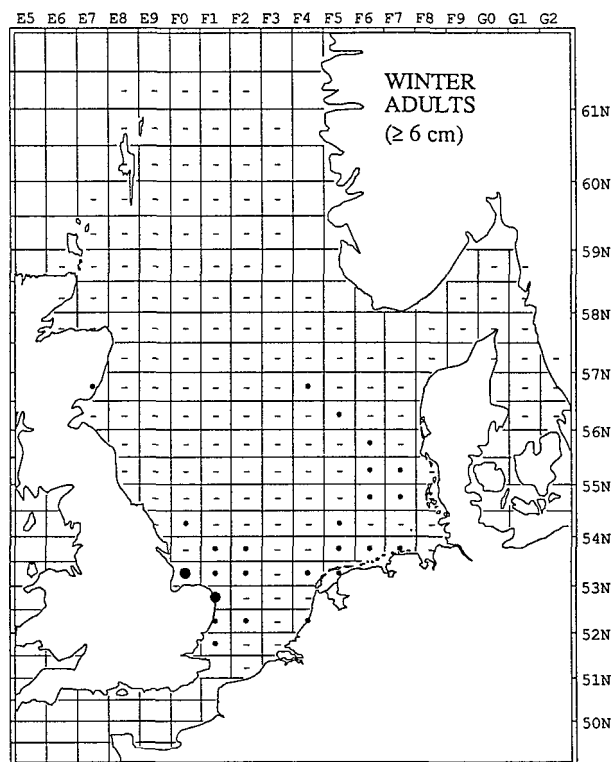 E5 E6 E7 E8 E9 F0 F1 F2 F3 F4 F5 F6 F7 F8 F9 G0 G1 G2
WINTER
ADULTS
(≥ 6 cm)
61N
60N
59N
58N
57N
56N
55N
54N
53N
52N
51N
50N